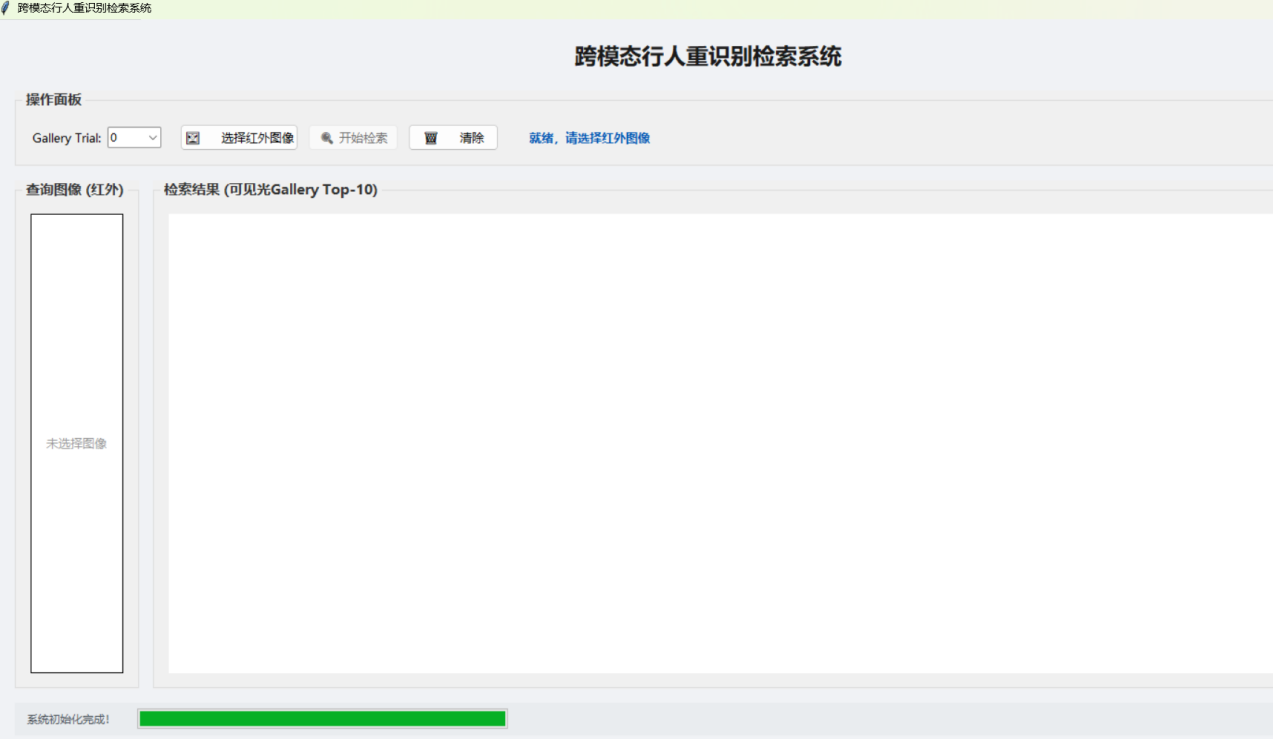 跨模态行人重识别检索系统
跨模态行人重识别检索系统
操作面板
Gallery Trial: 0 选择红外图像 开始检索 清除 就绪，请选择红外图像
查询图像 (红外) 检索结果 (可见光Gallery Top-10)
未选择图像
系统初始化完成!